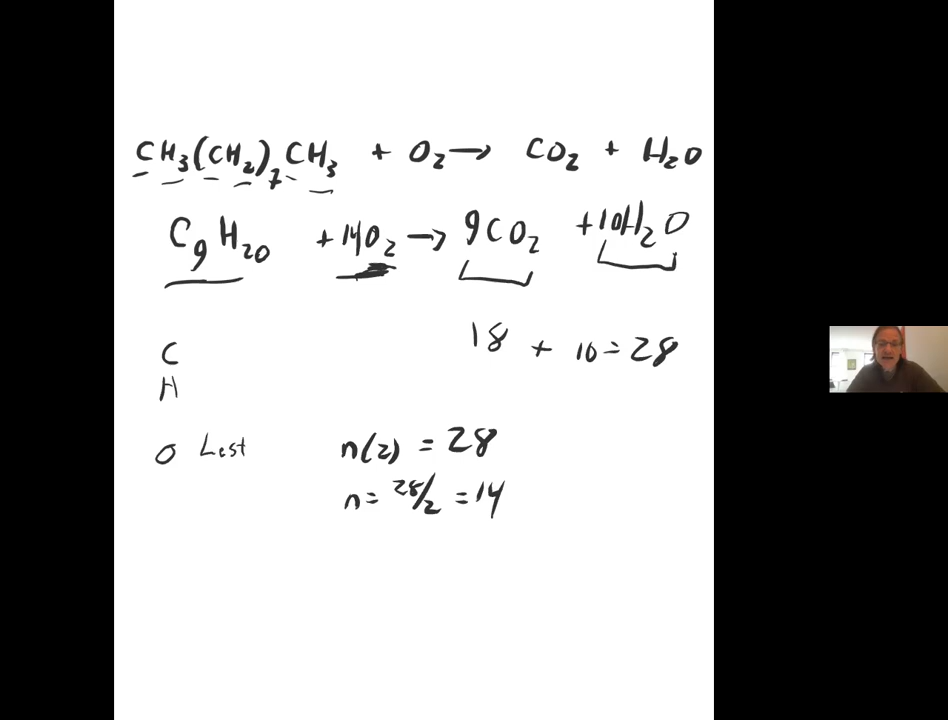 CH₃(CH₂)₇CH₃ + O₂ → CO₂ + H₂O
C₉H₂₀ + 14O₂ → 9CO₂ + 10H₂O
18 + 10 = 28
C
H
O Last n(2) = 28
n = 28/2 = 14